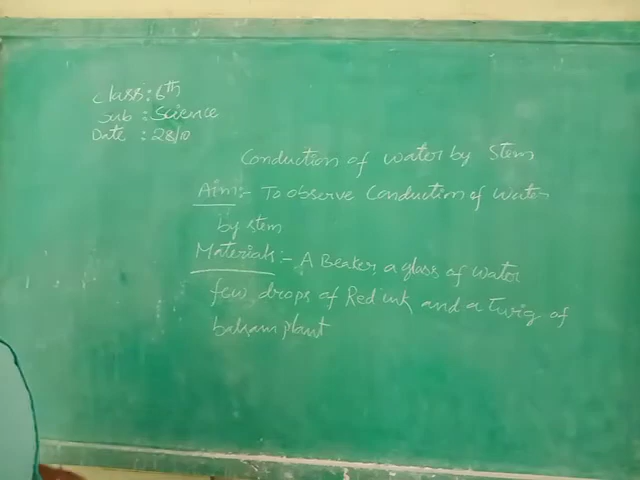 Class: 6th
Sub : Science
Date : 28/10
Conduction of water by Stem
Aim:- To observe Conduction of Water
by stem
Materials:- A Beaker a glass of water
few drops of Red ink and a Twig of
balsam plant